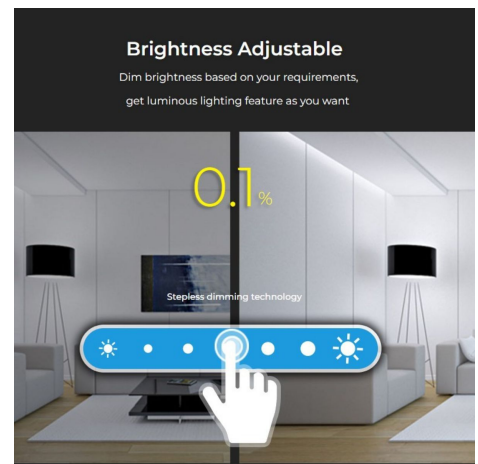 Brightness Adjustable
Dim brightness based on your requirements,
get luminous lighting feature as you want
0.1%
Stepless dimming technology